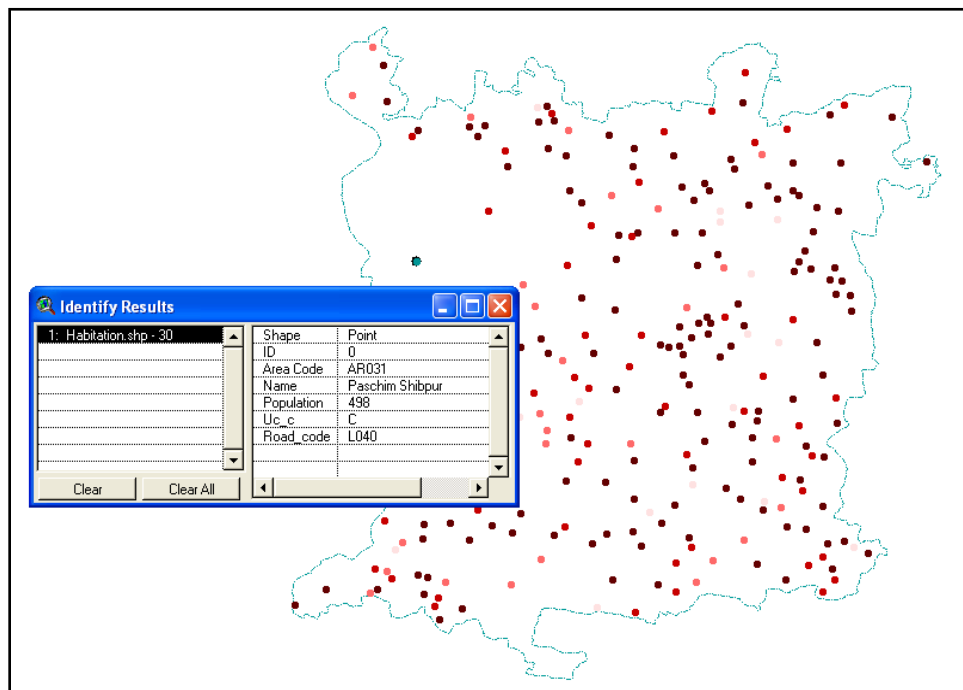 Identify Results
1: Habitation.shp - 30
Shape Point
ID 0
Area Code AR031
Name Paschim Shibpur
Population 498
Uc_c C
Road_code L040
Clear Clear All